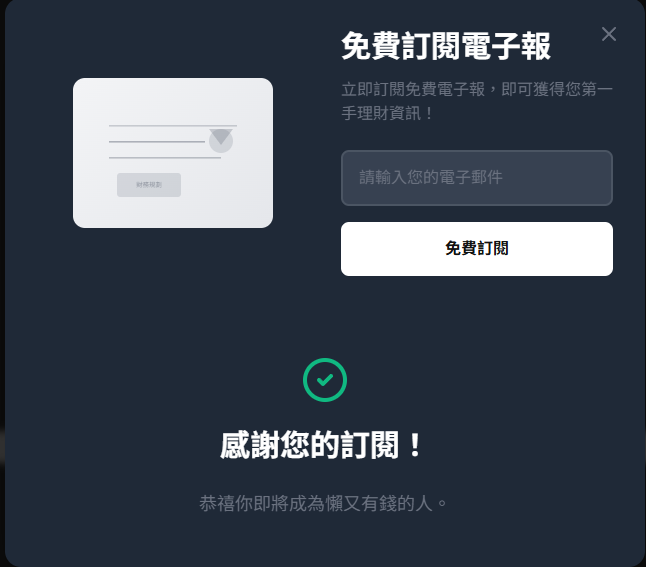 免費訂閱電子報
立即訂閱免費電子報，即可獲得您第一
手理財資訊！
請輸入您的電子郵件
免費訂閱
感謝您的訂閱！
恭禧你即將成為懶又有錢的人。